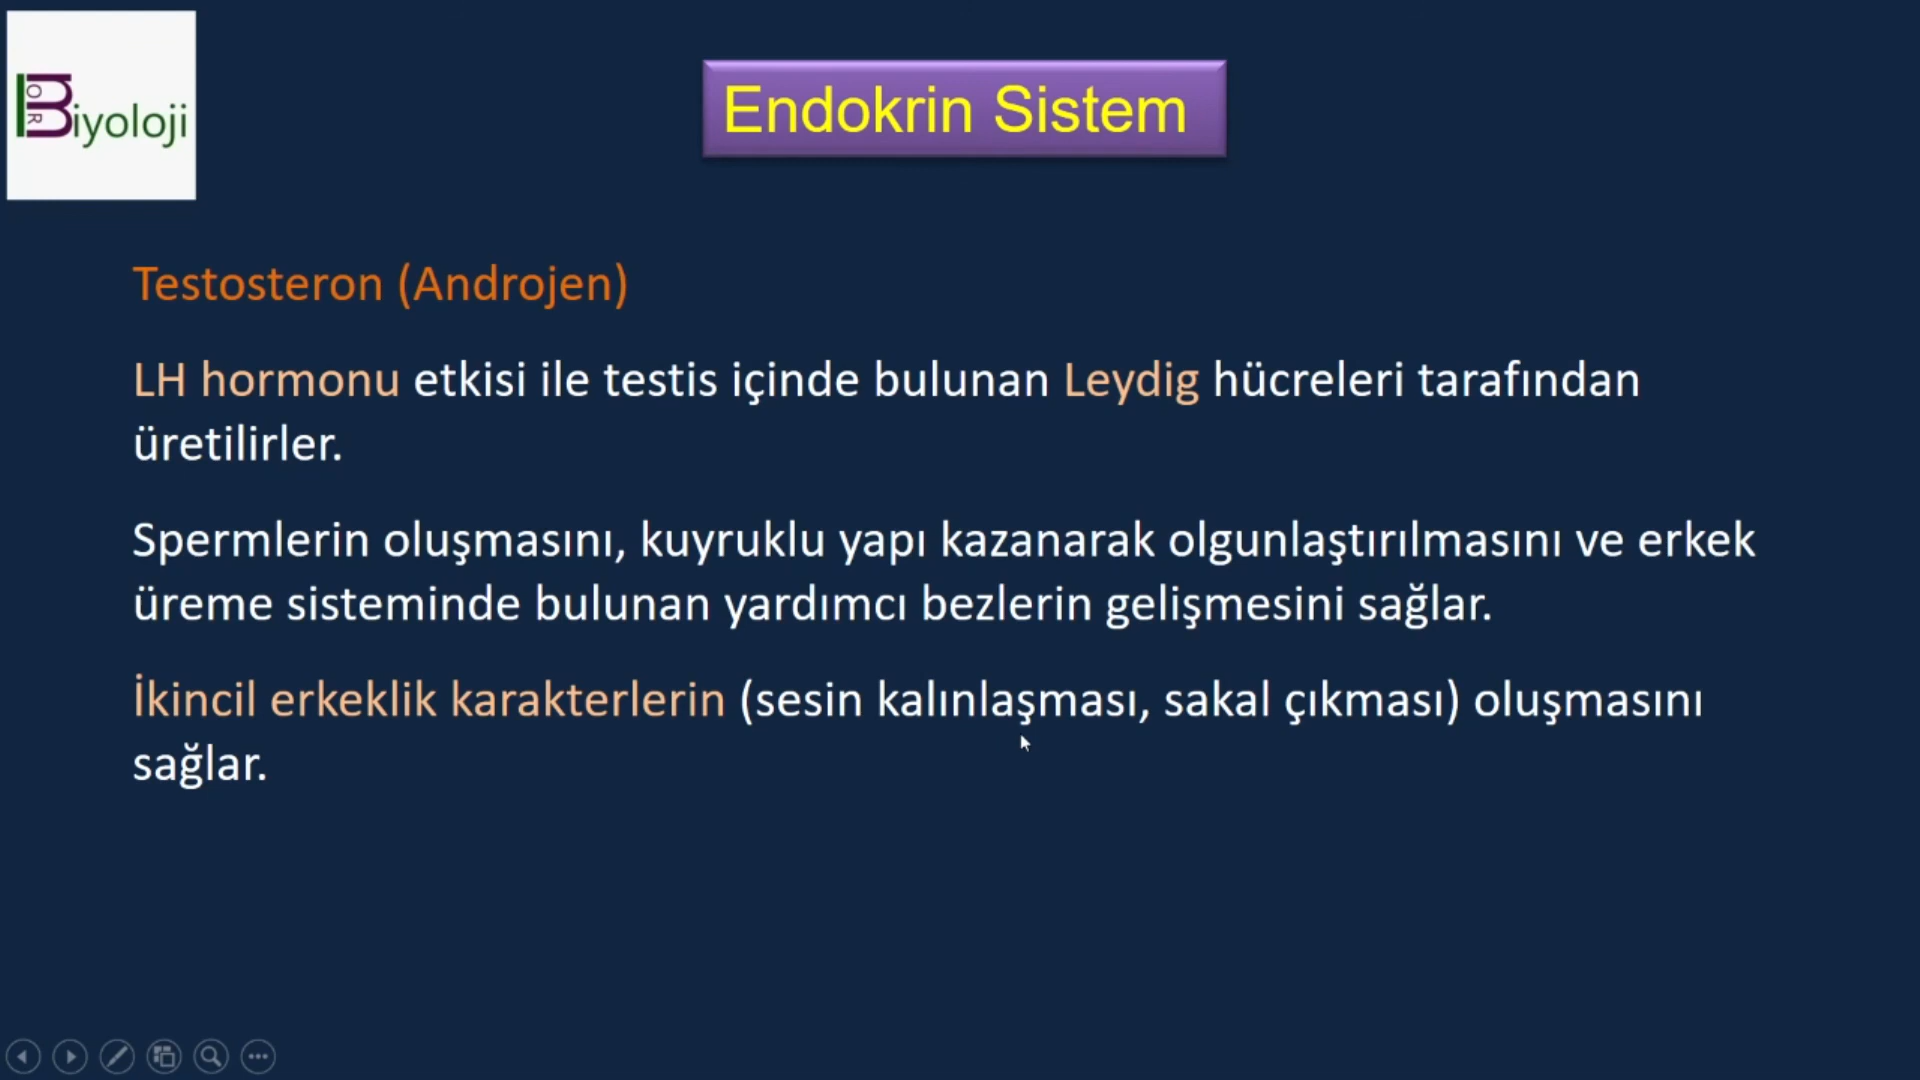 BOR
iyoloji
Endokrin Sistem
Testosteron (Androjen)
LH hormonu etkisi ile testis içinde bulunan Leydig hücreleri tarafından
üretilirler.
Spermlerin oluşmasını, kuyruklu yapı kazanarak olgunlaştırılmasını ve erkek
üreme sisteminde bulunan yardımcı bezlerin gelişmesini sağlar.
İkincil erkeklik karakterlerin (sesin kalınlaşması, sakal çıkması) oluşmasını
sağlar.